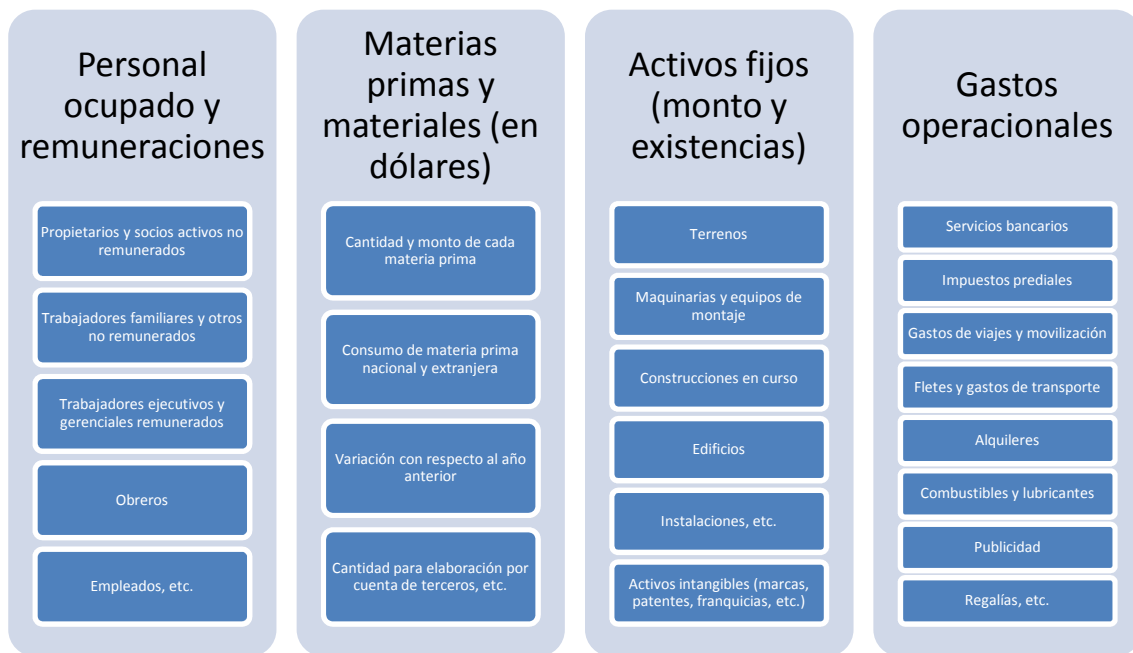 Personal
ocupado y
remuneraciones
Propietarios y socios activos no
remunerados
Trabajadores familiares y otros
no remunerados
Trabajadores ejecutivos y
gerenciales remunerados
Obreros
Empleados, etc.
Materias
primas y
materiales (en
dólares)
Cantidad y monto de cada
materia prima
Consumo de materia prima
nacional y extranjera
Variación con respecto al año
anterior
Cantidad para elaboración por
cuenta de terceros, etc.
Activos fijos
(monto y
existencias)
Terrenos
Maquinarias y equipos de
montaje
Construcciones en curso
Edificios
Instalaciones, etc.
Activos intangibles (marcas,
patentes, franquicias, etc.)
Gastos
operacionales
Servicios bancarios
Impuestos prediales
Gastos de viajes y movilización
Fletes y gastos de transporte
Alquileres
Combustibles y lubricantes
Publicidad
Regalías, etc.